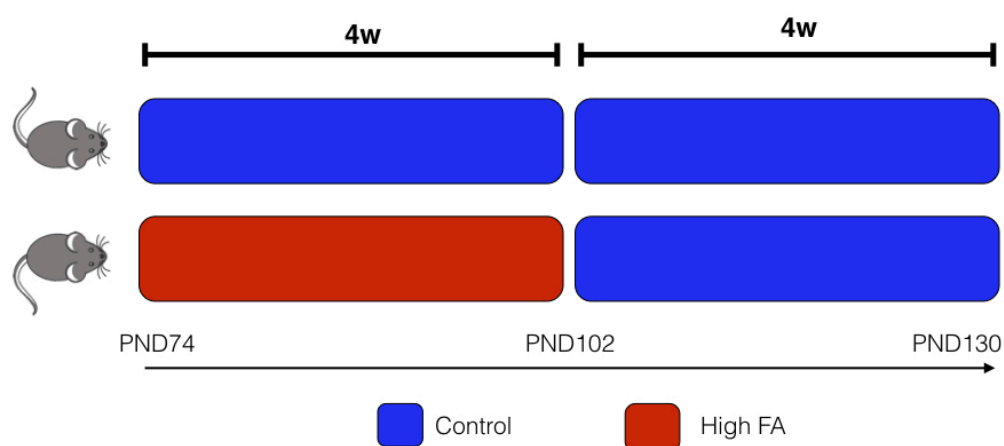 4w
4w
PND74
PND102
PND130
Control
High FA